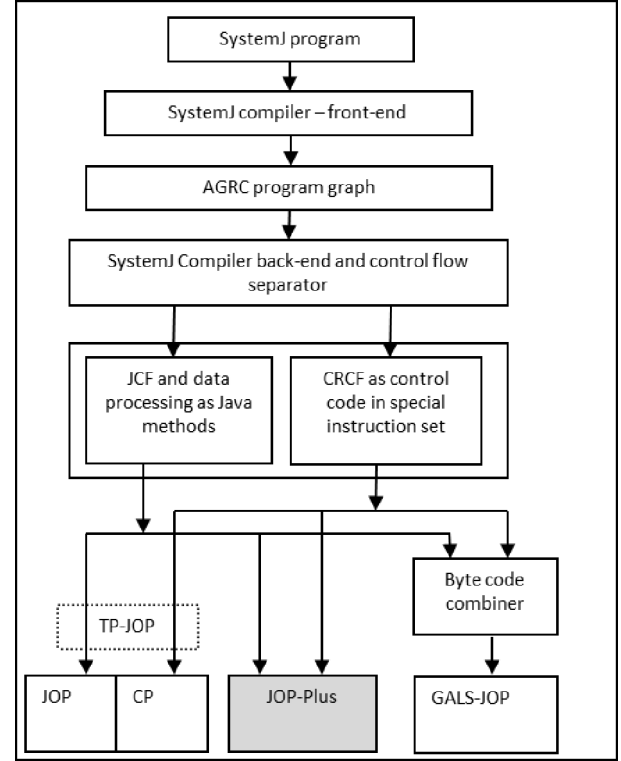 SystemJ program
SystemJ compiler – front-end
AGRC program graph
SystemJ Compiler back-end and control flow
separator
JCF and data
processing as Java
methods
CRCF as control
code in special
instruction set
Byte code
combiner
TP-JOP
JOP
CP
JOP-Plus
GALS-JOP